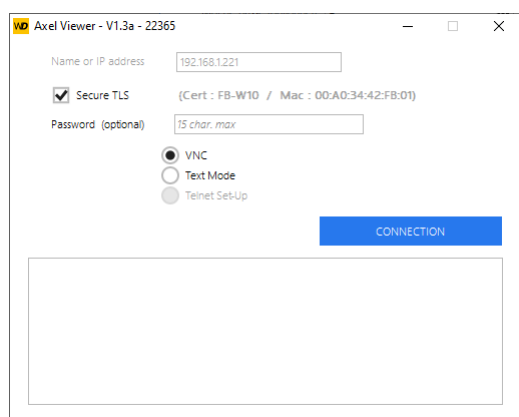 WD Axel Viewer - V1.3a - 22365
Name or IP address 192.168.1.221
Secure TLS (Cert : FB-W10 / Mac : 00:A0:34:42:FB:01)
Password (optional) 15 char. max
VNC
Text Mode
Telnet Set-Up
CONNECTION